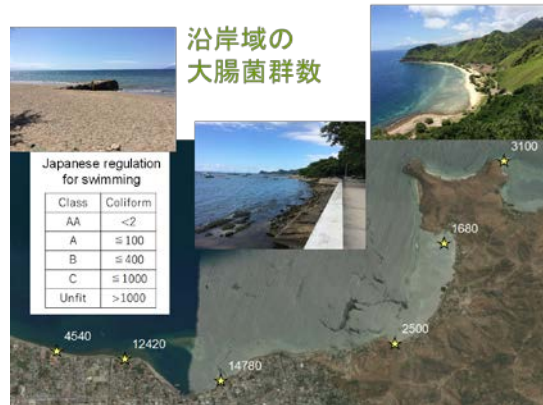 沿岸域の
大腸菌群数
Japanese regulation
for swimming
Class Coliform
AA <2
A ≦100
B ≦400
C ≦1000
Unfit >1000
3100
1680
2500
14780
12420
4540